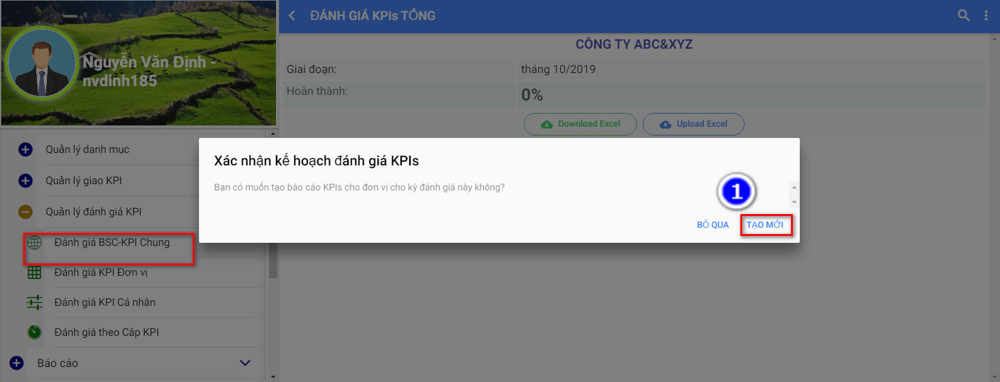 Nguyễn Văn Định -
nvdinh185
Quản lý danh mục
Quản lý giao KPI
Quản lý đánh giá KPI
Đánh giá BSC-KPI Chung
Đánh giá KPI Đơn vị
Đánh giá KPI Cá nhân
Đánh giá theo Cấp KPI
Báo cáo
ĐÁNH GIÁ KPIs TỔNG
CÔNG TY ABC&XYZ
Giai đoạn: tháng 10/2019
Hoàn thành: 0%
Download Excel Upload Excel
Xác nhận kế hoạch đánh giá KPIs
Bạn có muốn tạo báo cáo KPIs cho đơn vị cho kỳ đánh giá này không?
1
BỎ QUA TẠO MỚI